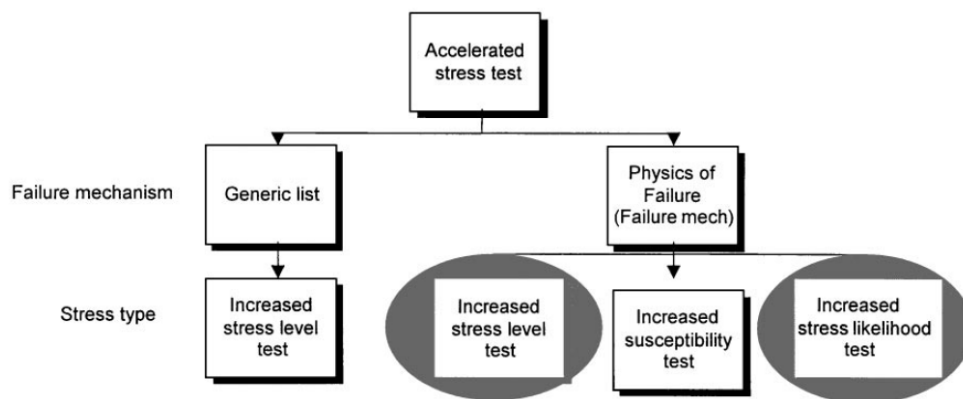 Accelerated
stress test
Failure mechanism
Generic list
Physics of
Failure
(Failure mech)
Stress type
Increased
stress level
test
Increased
stress level
test
Increased
susceptibility
test
Increased
stress likelihood
test